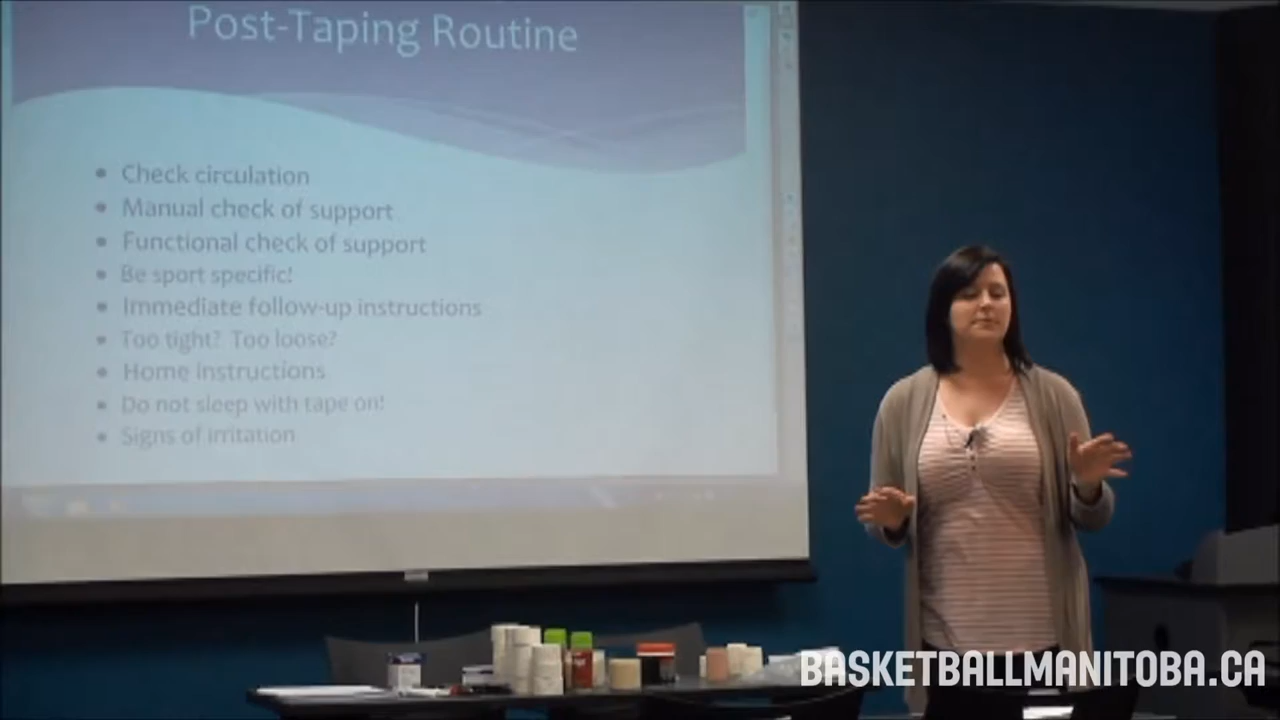 Post-Taping Routine
Check circulation
Manual check of support
Functional check of support
Be sport specific!
Immediate follow-up instructions
Too tight? Too loose?
Home instructions
Do not sleep with tape on!
Signs of irritation
BASKETBALLMANITOBA.CA